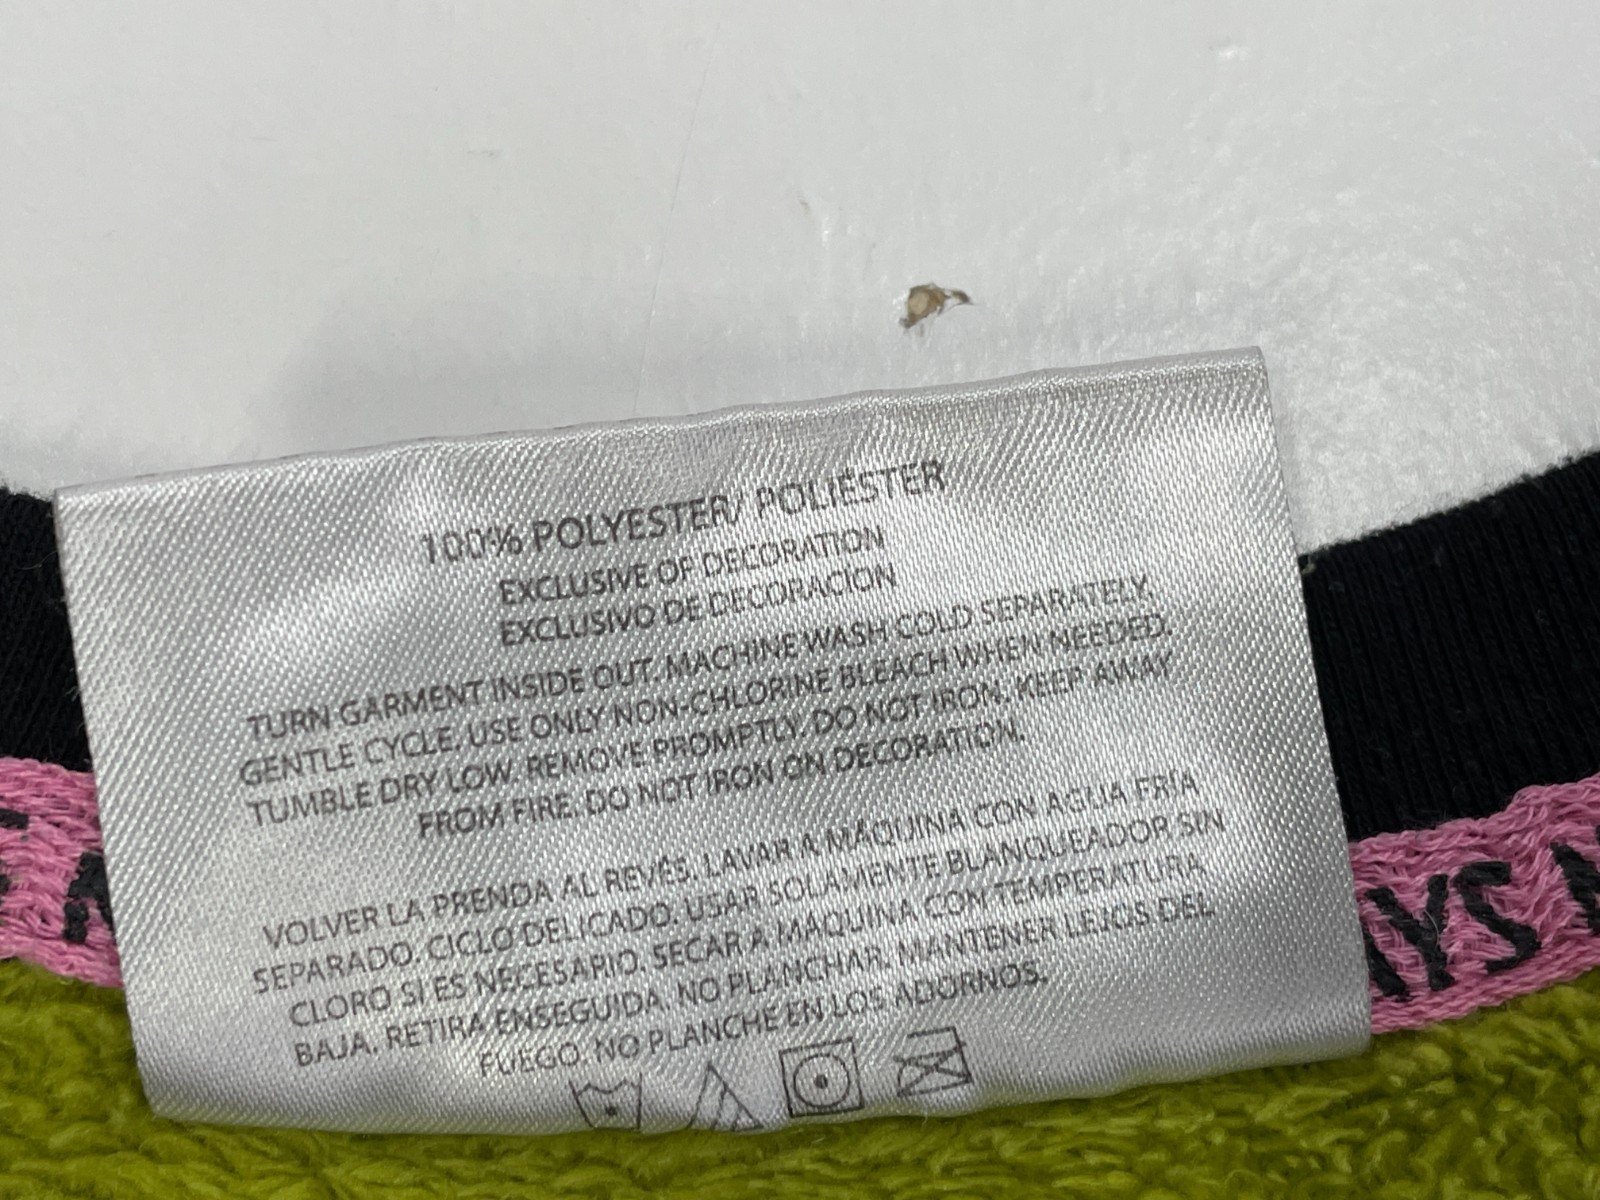 100% POLYESTER/ POLIÉSTER
EXCLUSIVE OF DECORATION
EXCLUSIVO DE DECORACION
TURN GARMENT INSIDE OUT. MACHINE WASH COLD SEPARATELY.
GENTLE CYCLE. USE ONLY NON-CHLORINE BLEACH WHEN NEEDED.
TUMBLE DRY LOW. REMOVE PROMPTLY. DO NOT IRON. KEEP AWAY
FROM FIRE. DO NOT IRON ON DECORATION.
VOLVER LA PRENDA AL REVÉS. LAVAR A MÁQUINA CON AGUA FRIA
SEPARADO. CICLO DELICADO. USAR SOLAMENTE BLANQUEADOR SIN
CLORO SI ES NECESARIO. SECAR A MÁQUINA CON TEMPERATURA
BAJA. RETIRA ENSEGUIDA. NO PLANCHAR. MANTENER LEJOS DEL
FUEGO. NO PLANCHE EN LOS ADORNOS.
AYS